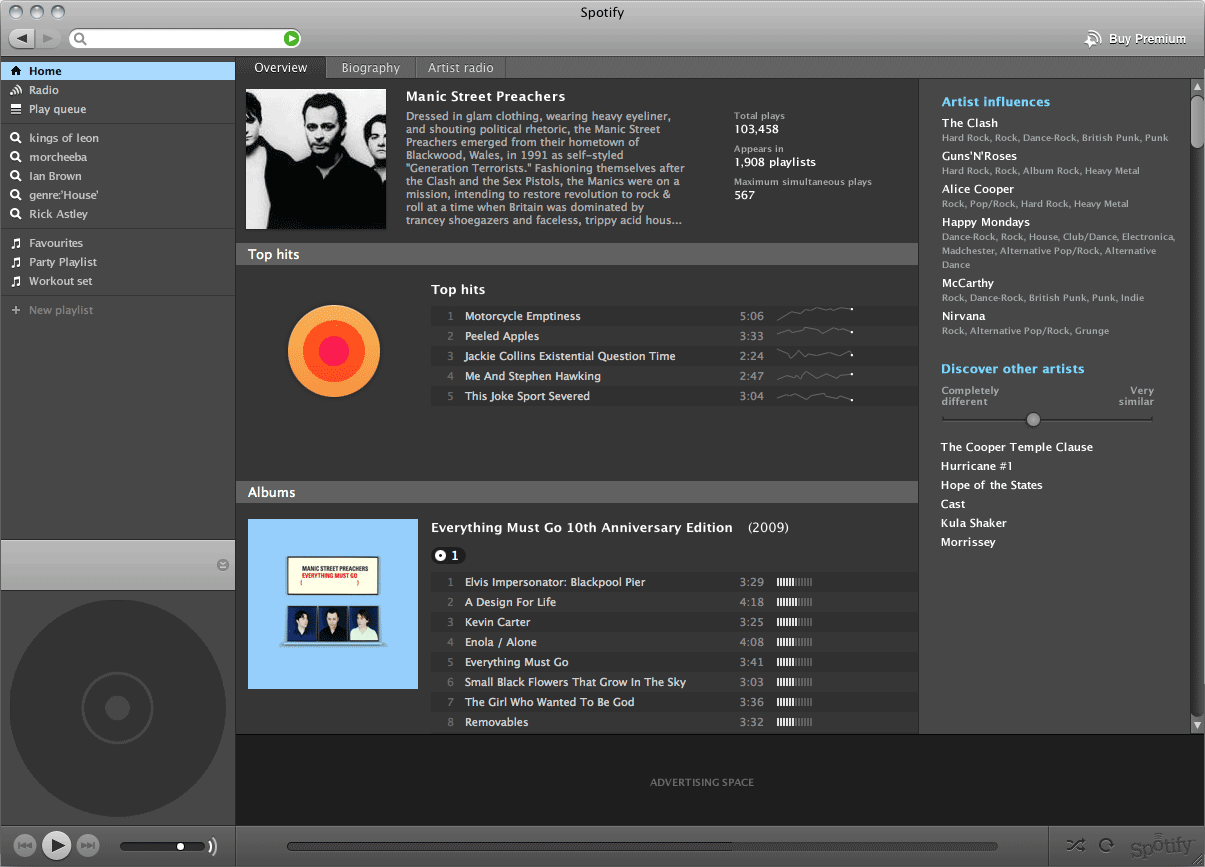 Spotify
Buy Premium
Home
Radio
Play queue
kings of leon
morcheeba
Ian Brown
genre:'House'
Rick Astley
Favourites
Party Playlist
Workout set
New playlist
Overview Biography Artist radio
Manic Street Preachers
Dressed in glam clothing, wearing heavy eyeliner,
and shouting political rhetoric, the Manic Street
Preachers emerged from their hometown of
Blackwood, Wales, in 1991 as self-styled
"Generation Terrorists." Fashioning themselves after
the Clash and the Sex Pistols, the Manics were on a
mission, intending to restore revolution to rock &
roll at a time when Britain was dominated by
trancey shoegazers and faceless, trippy acid hous...
Total plays
103,458
Appears in
1,908 playlists
Maximum simultaneous plays
567
Top hits
Top hits
1 Motorcycle Emptiness 5:06
2 Peeled Apples 3:33
3 Jackie Collins Existential Question Time 2:24
4 Me And Stephen Hawking 2:47
5 This Joke Sport Severed 3:04
Albums
MANIC STREET PREACHERS
EVERYTHING MUST GO
( )
Everything Must Go 10th Anniversary Edition (2009)
1
1 Elvis Impersonator: Blackpool Pier 3:29
2 A Design For Life 4:18
3 Kevin Carter 3:25
4 Enola / Alone 4:08
5 Everything Must Go 3:41
6 Small Black Flowers That Grow In The Sky 3:03
7 The Girl Who Wanted To Be God 3:36
8 Removables 3:32
Artist influences
The Clash
Hard Rock, Rock, Dance-Rock, British Punk, Punk
Guns'N'Roses
Hard Rock, Rock, Album Rock, Heavy Metal
Alice Cooper
Rock, Pop/Rock, Hard Rock, Heavy Metal
Happy Mondays
Dance-Rock, Rock, House, Club/Dance, Electronica,
Madchester, Alternative Pop/Rock, Alternative
Dance
McCarthy
Rock, Dance-Rock, British Punk, Punk, Indie
Nirvana
Rock, Alternative Pop/Rock, Grunge
Discover other artists
Completely Very
different similar
The Cooper Temple Clause
Hurricane #1
Hope of the States
Cast
Kula Shaker
Morrissey
ADVERTISING SPACE
Spotify